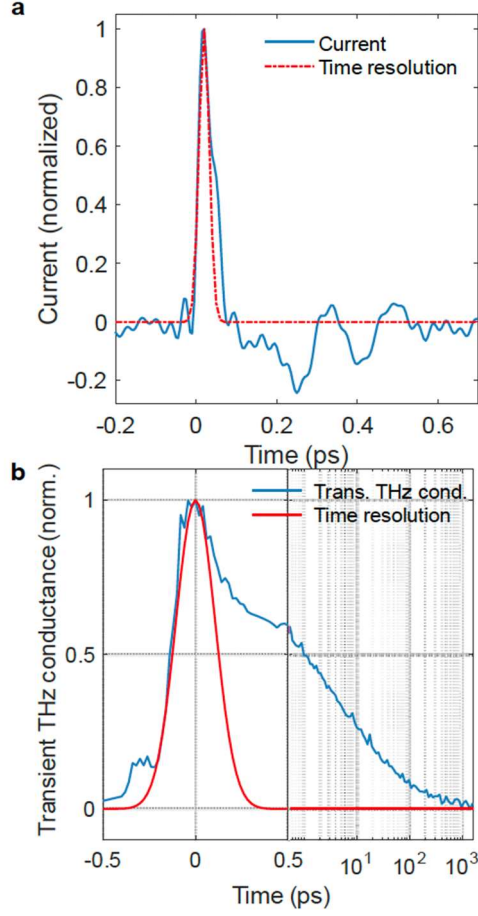 a
Current
Time resolution
Current (normalized)
1
0.8
0.6
0.4
0.2
0
-0.2
-0.2 0 0.2 0.4 0.6
Time (ps)
b
Trans. THz cond.
Time resolution
Transient THz conductance (norm.)
1
0.5
0
-0.5 0 0.5 10¹ 10² 10³
Time (ps)